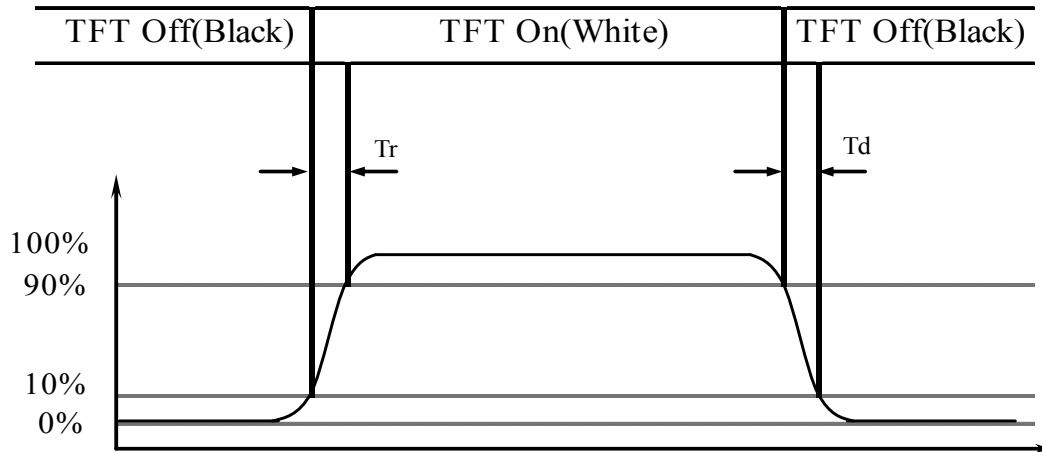 TFT Off(Black) TFT On(White) TFT Off(Black)
Tr Td
100%
90%
10%
0%